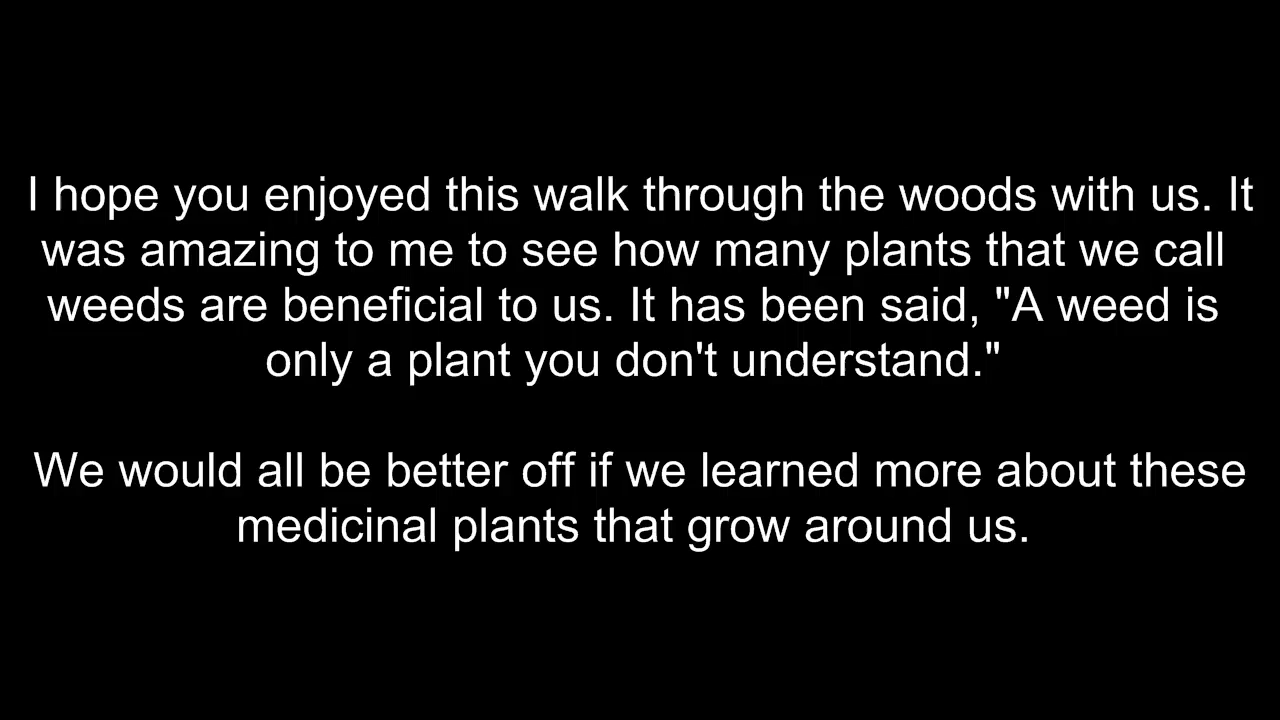 I hope you enjoyed this walk through the woods with us. It
was amazing to me to see how many plants that we call
weeds are beneficial to us. It has been said, "A weed is
only a plant you don't understand."
We would all be better off if we learned more about these
medicinal plants that grow around us.